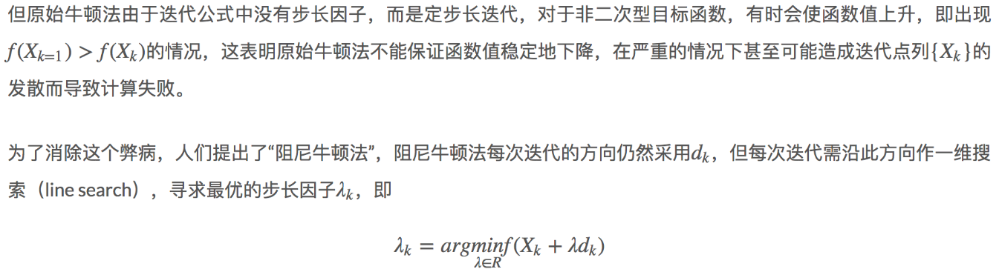 但原始牛顿法由于迭代公式中没有步长因子，而是定步长迭代，对于非二次型目标函数，有时会使函数值上升，即出现
f(X_{k=1}) > f(X_k)的情况，这表明原始牛顿法不能保证函数值稳定地下降，在严重的情况下甚至可能造成迭代点列{X_k}的
发散而导致计算失败。
为了消除这个弊病，人们提出了“阻尼牛顿法”，阻尼牛顿法每次迭代的方向仍然采用d_k，但每次迭代需沿此方向作一维搜
索（line search），寻求最优的步长因子λ_k，即
λ_k = argminf(X_k + λd_k)
λ∈R